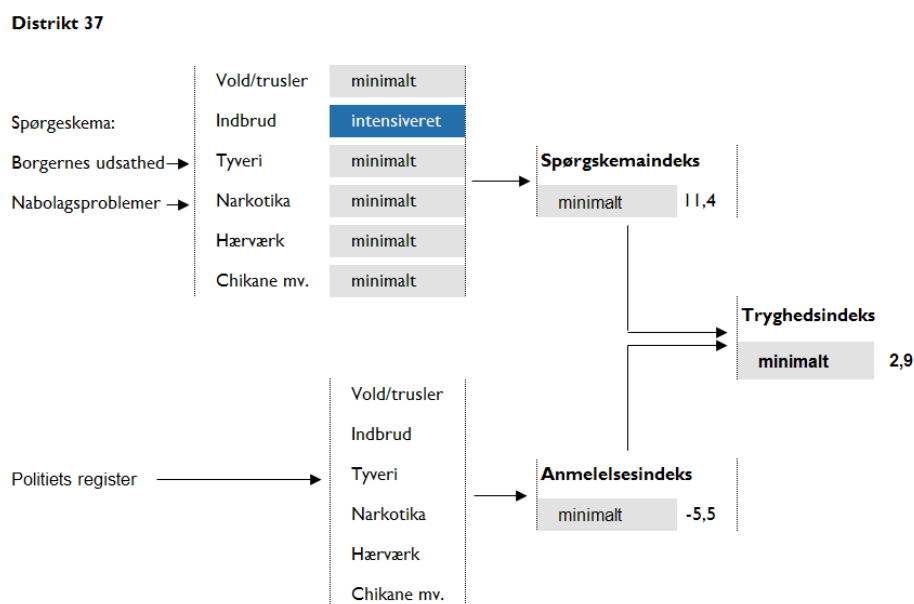 Distrikt 37
Vold/trusler minimalt
Spørgeskema: Indbrud intensiveret
Borgernes udsathed Tyveri minimalt
Nabolagsproblemer Narkotika minimalt
Hærværk minimalt
Chikane mv. minimalt
Spørgskemaindeks
minimalt 11,4
Tryghedsindeks
minimalt 2,9
Politiets register
Vold/trusler
Indbrud
Tyveri
Narkotika
Hærværk
Chikane mv.
Anmelelsesindeks
minimalt -5,5